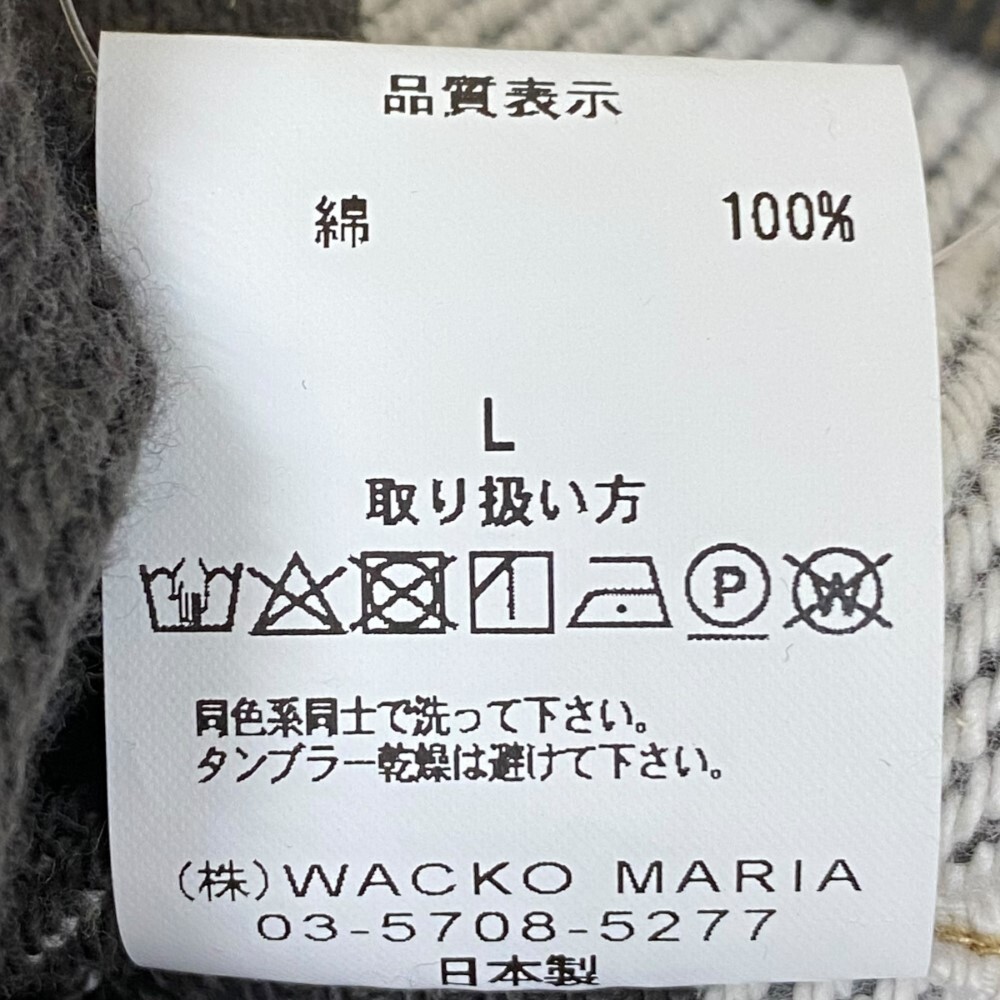 品質表示
綿 100%
L
取り扱い方
P W
同色系同士で洗って下さい。
タンブラー乾燥は避けて下さい。
(株)WACKO MARIA
03-5708-5277
日本製